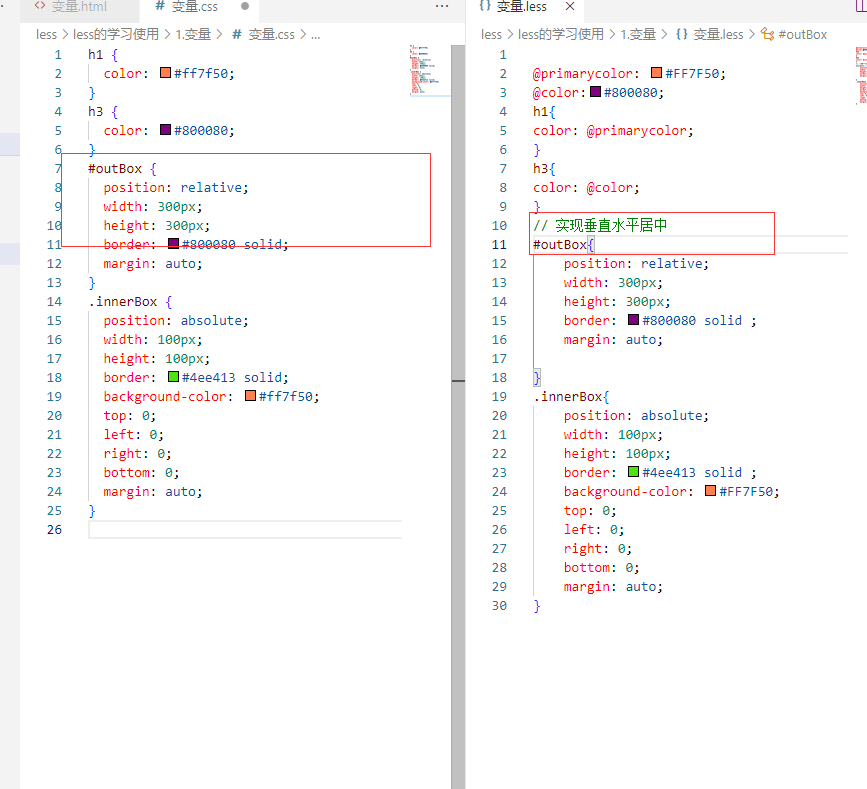 变量.html
# 变量.css
...
less > less的学习使用 > 1.变量 > # 变量.css > ...
1 h1 {
2 color: #ff7f50;
3 }
4 h3 {
5 color: #800080;
6 }
7 #outBox {
8 position: relative;
9 width: 300px;
10 height: 300px;
11 border: #800080 solid;
12 margin: auto;
13 }
14 .innerBox {
15 position: absolute;
16 width: 100px;
17 height: 100px;
18 border: #4ee413 solid;
19 background-color: #ff7f50;
20 top: 0;
21 left: 0;
22 right: 0;
23 bottom: 0;
24 margin: auto;
25 }
26
{} 变量.less
less > less的学习使用 > 1.变量 > {} 变量.less > #outBox
1
2 @primarycolor: #FF7F50;
3 @color: #800080;
4 h1{
5 color: @primarycolor;
6 }
7 h3{
8 color: @color;
9 }
10 // 实现垂直水平居中
11 #outBox{
12 position: relative;
13 width: 300px;
14 height: 300px;
15 border: #800080 solid ;
16 margin: auto;
17
18 }
19 .innerBox{
20 position: absolute;
21 width: 100px;
22 height: 100px;
23 border: #4ee413 solid ;
24 background-color: #FF7F50;
25 top: 0;
26 left: 0;
27 right: 0;
28 bottom: 0;
29 margin: auto;
30 }